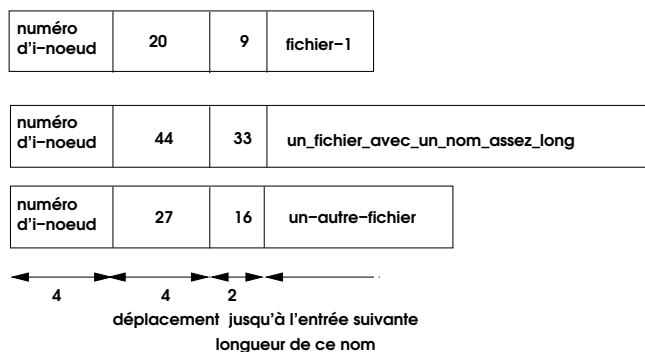 numéro
d'i-noeud
20
9
fichier-1
numéro
d'i-noeud
44
33
un_fichier_avec_un_nom_assez_long
numéro
d'i-noeud
27
16
un-autre-fichier
4
4
2
déplacement jusqu'à l'entrée suivante
longueur de ce nom